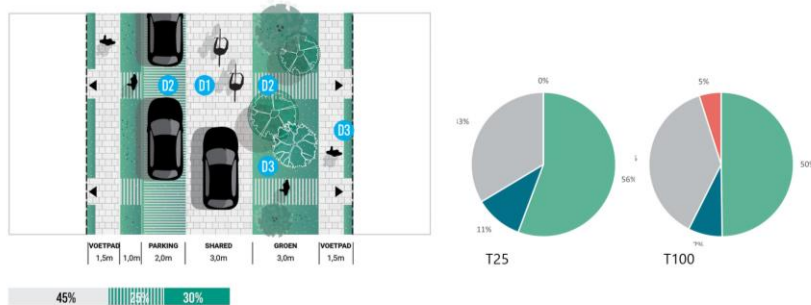 D2
D1
D2
D3
D3
VOETPAD PARKING SHARED GROEN VOETPAD
1,5m 1,0m 2,0m 3,0m 3,0m 1,5m
45% 25% 30%
0%
56%
11%
T25
5%
50%
T100